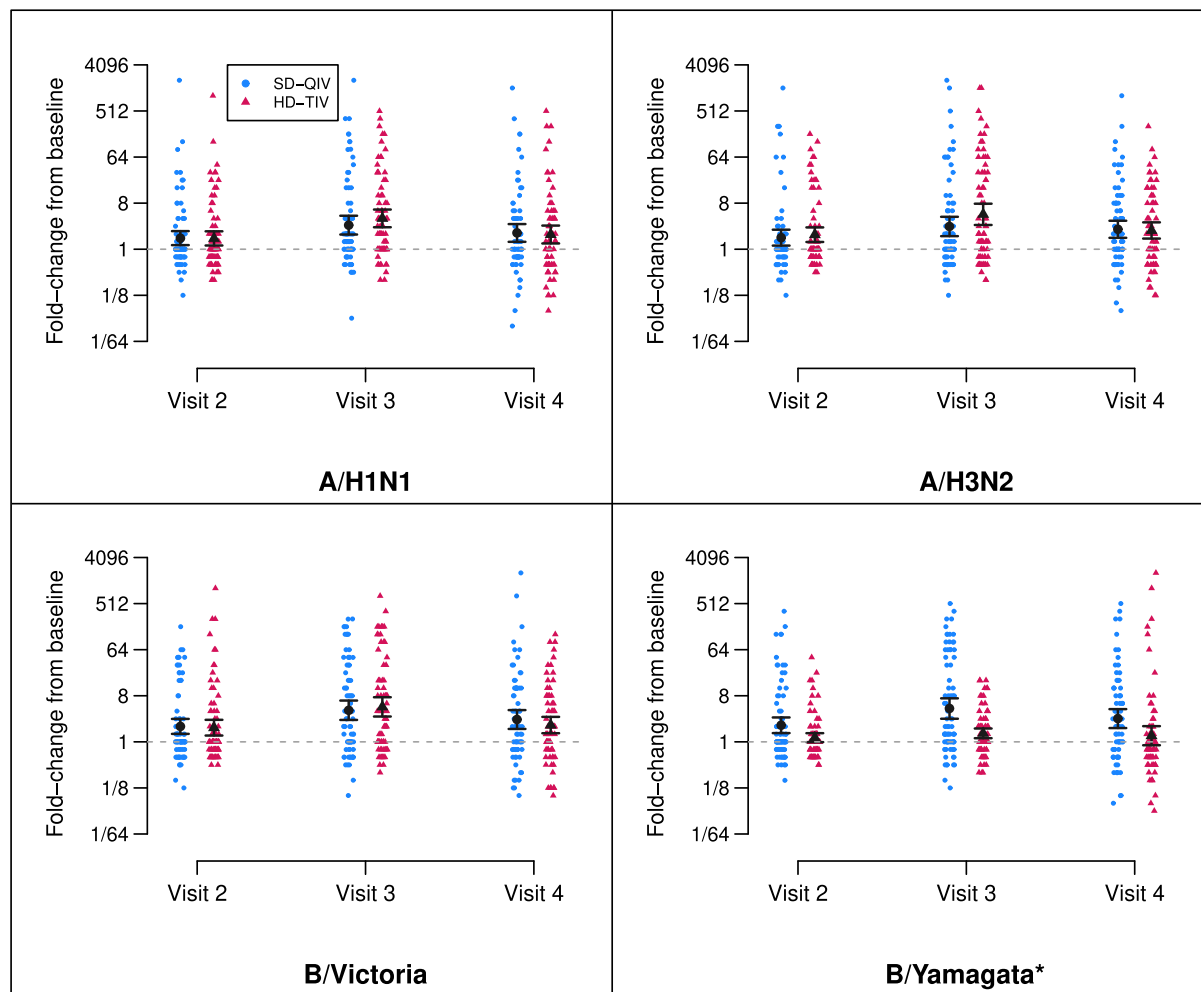 Fold−change from baseline
4096
512
64
8
1
1/8
1/64
SD−QIV
HD−TIV
Visit 2
Visit 3
Visit 4
A/H1N1
Fold−change from baseline
4096
512
64
8
1
1/8
1/64
Visit 2
Visit 3
Visit 4
A/H3N2
Fold−change from baseline
4096
512
64
8
1
1/8
1/64
Visit 2
Visit 3
Visit 4
B/Victoria
Fold−change from baseline
4096
512
64
8
1
1/8
1/64
Visit 2
Visit 3
Visit 4
B/Yamagata*